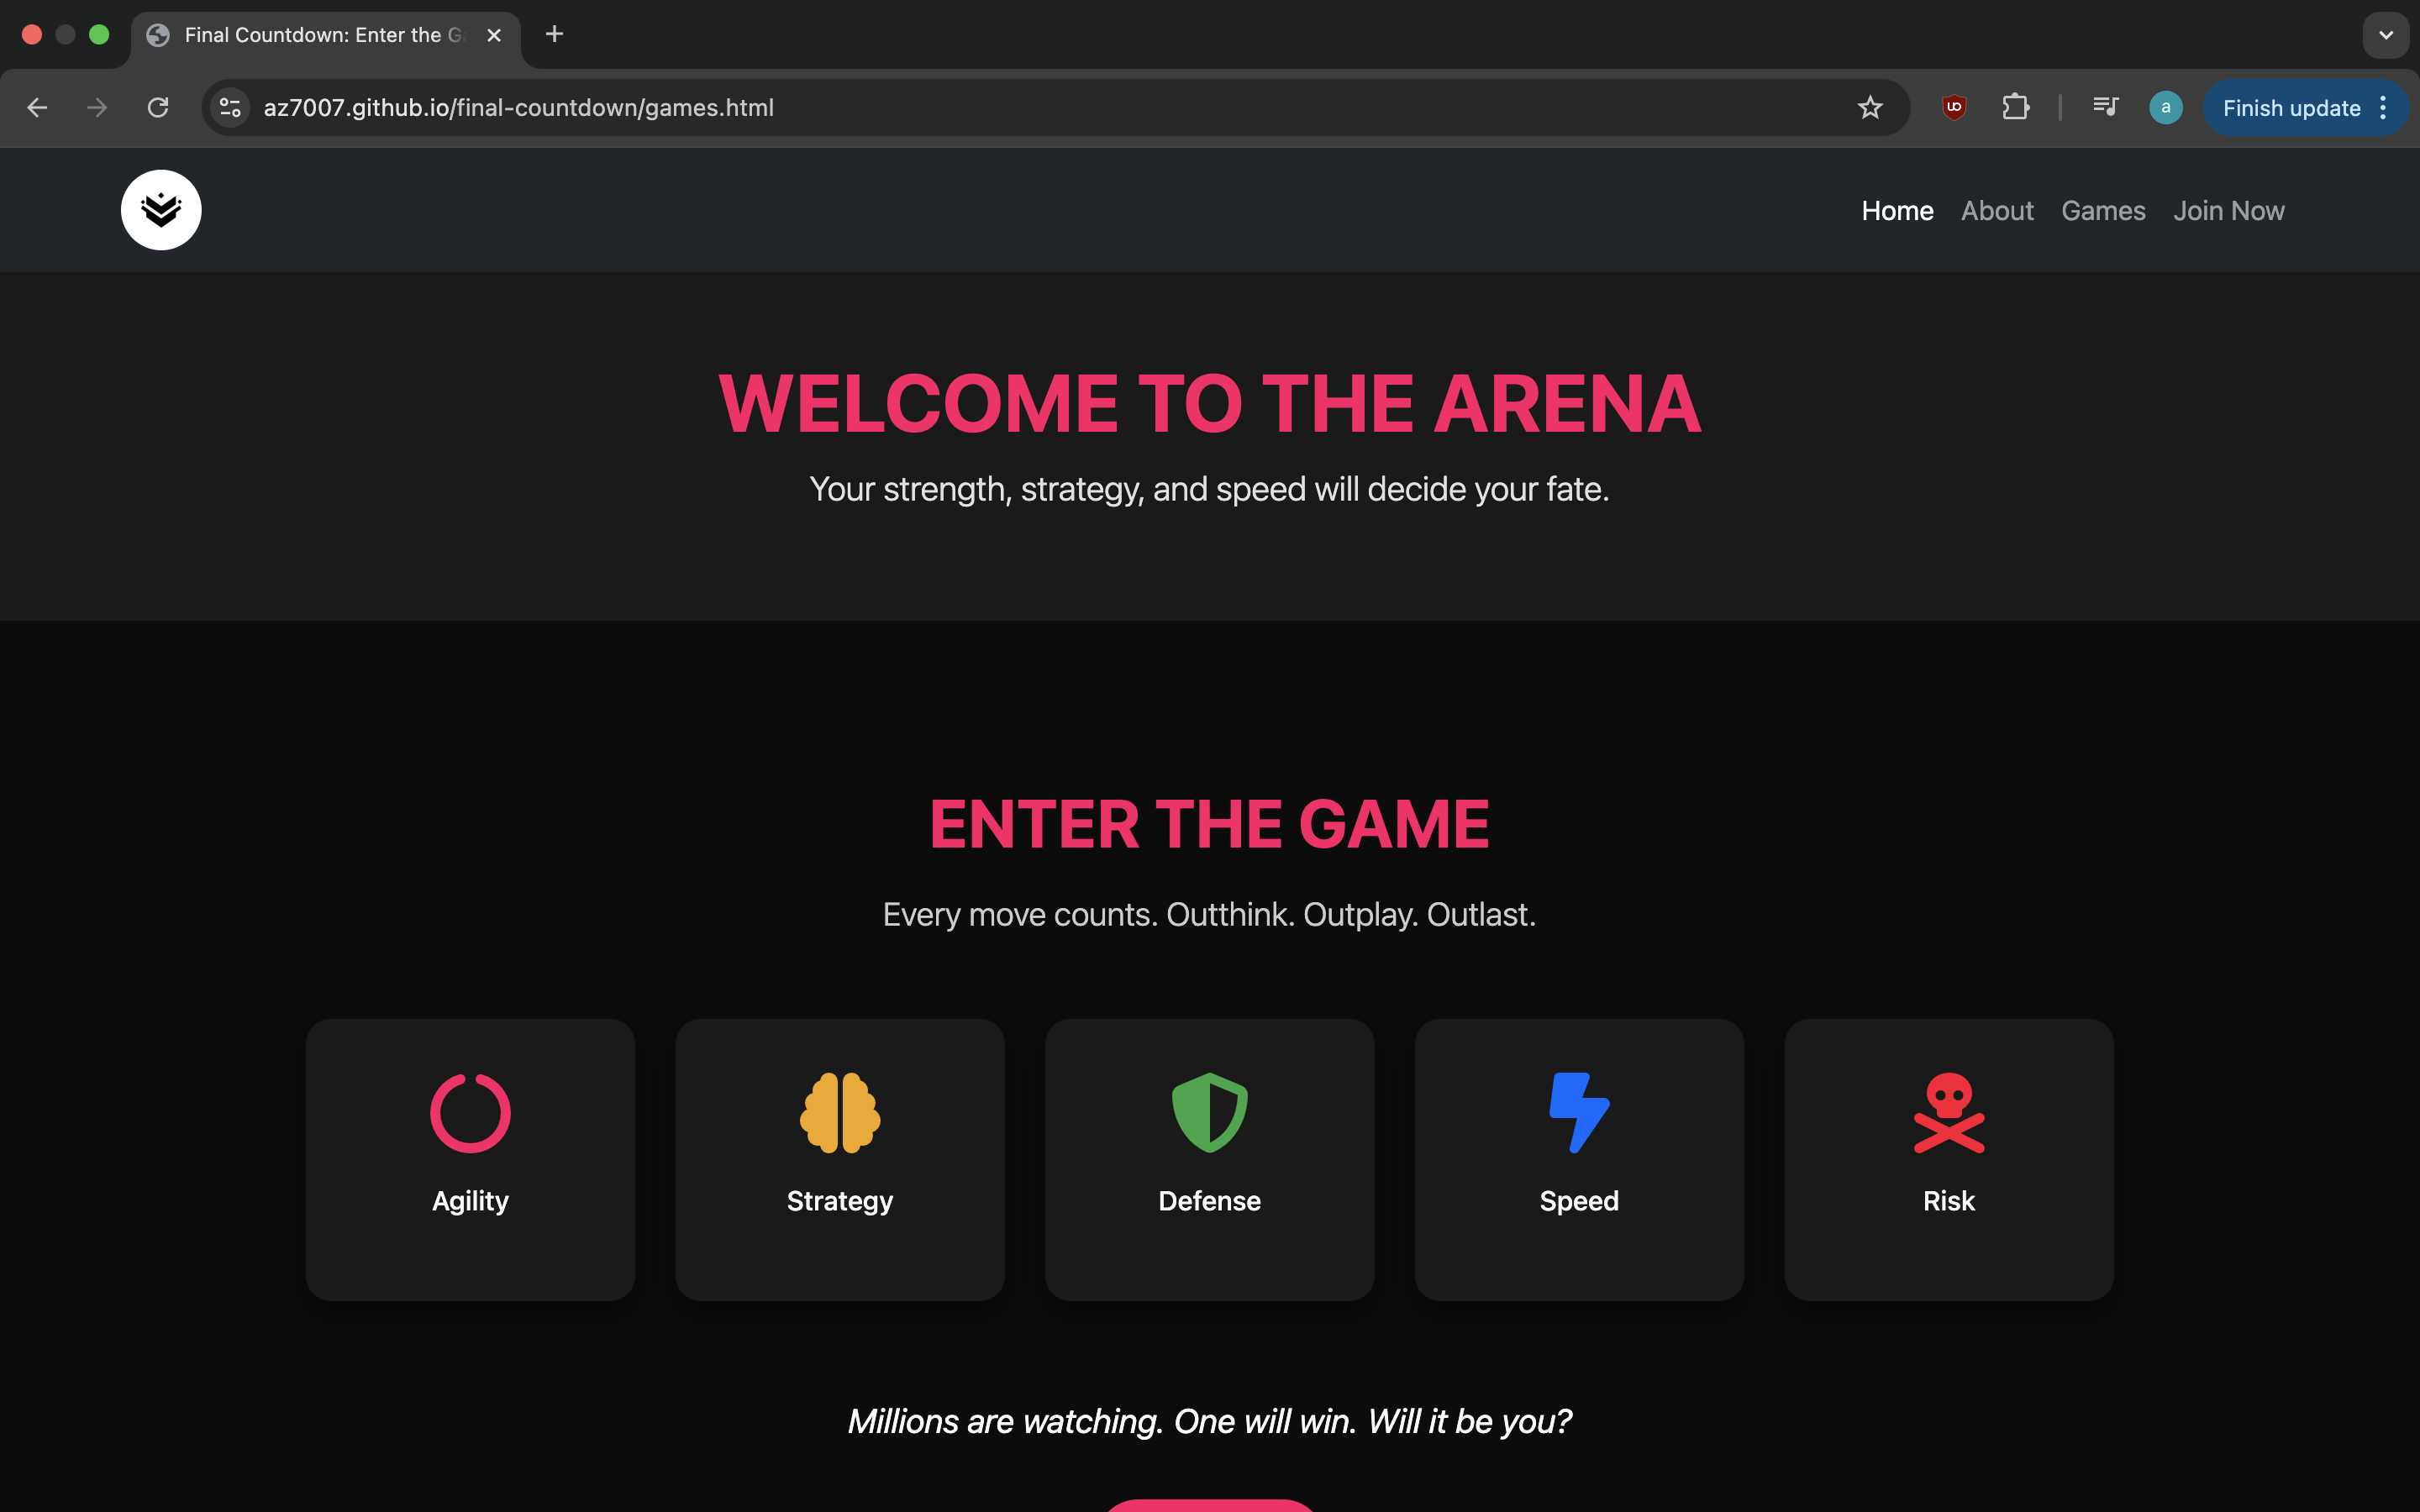 Final Countdown: Enter the G
az7007.github.io/final-countdown/games.html
uo
a
Finish update
Home About Games Join Now
WELCOME TO THE ARENA
Your strength, strategy, and speed will decide your fate.
ENTER THE GAME
Every move counts. Outthink. Outplay. Outlast.
Agility Strategy Defense Speed Risk
Millions are watching. One will win. Will it be you?